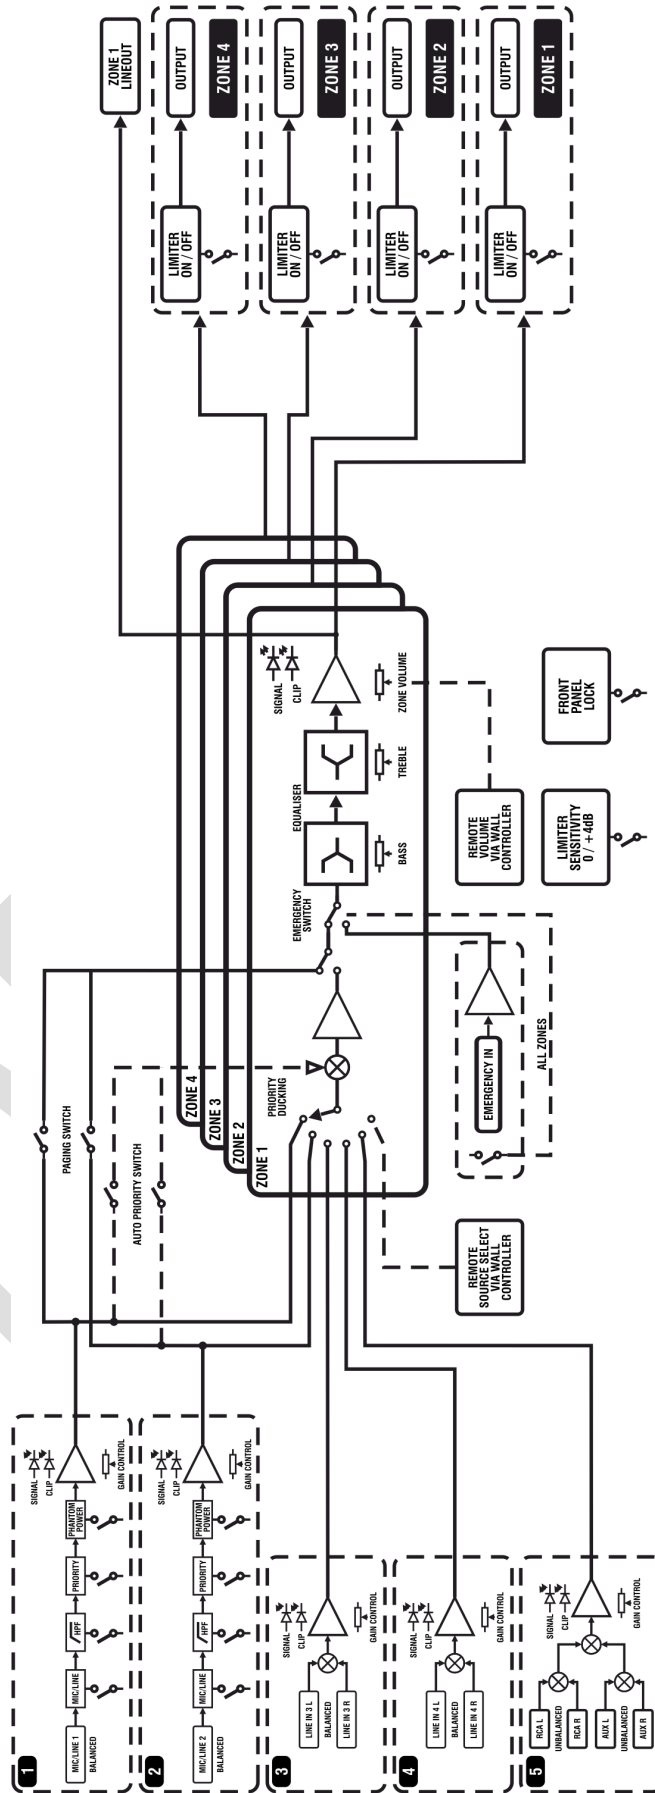 1
MIC/LINE 1
BALANCED
MIC/LINE
HPF
PRIORITY
PHANTOM
POWER
SIGNAL
CLIP
GAIN CONTROL
2
MIC/LINE 2
BALANCED
MIC/LINE
HPF
PRIORITY
PHANTOM
POWER
SIGNAL
CLIP
GAIN CONTROL
3
LINE IN 3 L
BALANCED
LINE IN 3 R
SIGNAL
CLIP
GAIN CONTROL
4
LINE IN 4 L
BALANCED
LINE IN 4 R
SIGNAL
CLIP
GAIN CONTROL
5
RCA L
UNBALANCED
RCA R
AUX L
UNBALANCED
AUX R
SIGNAL
CLIP
GAIN CONTROL
PAGING SWITCH
AUTO PRIORITY SWITCH
REMOTE
SOURCE SELECT
VIA WALL
CONTROLLER
ZONE 4
ZONE 3
ZONE 2
ZONE 1
PRIORITY
DUCKING
EMERGENCY
SWITCH
EQUALISER
BASS
TREBLE
SIGNAL
CLIP
ZONE VOLUME
EMERGENCY IN
ALL ZONES
REMOTE
VOLUME
VIA WALL
CONTROLLER
LIMITER
SENSITIVITY
0 / +4dB
FRONT
PANEL
LOCK
ZONE 1
LINEOUT
LIMITER
ON / OFF
OUTPUT
ZONE 4
LIMITER
ON / OFF
OUTPUT
ZONE 3
LIMITER
ON / OFF
OUTPUT
ZONE 2
LIMITER
ON / OFF
OUTPUT
ZONE 1